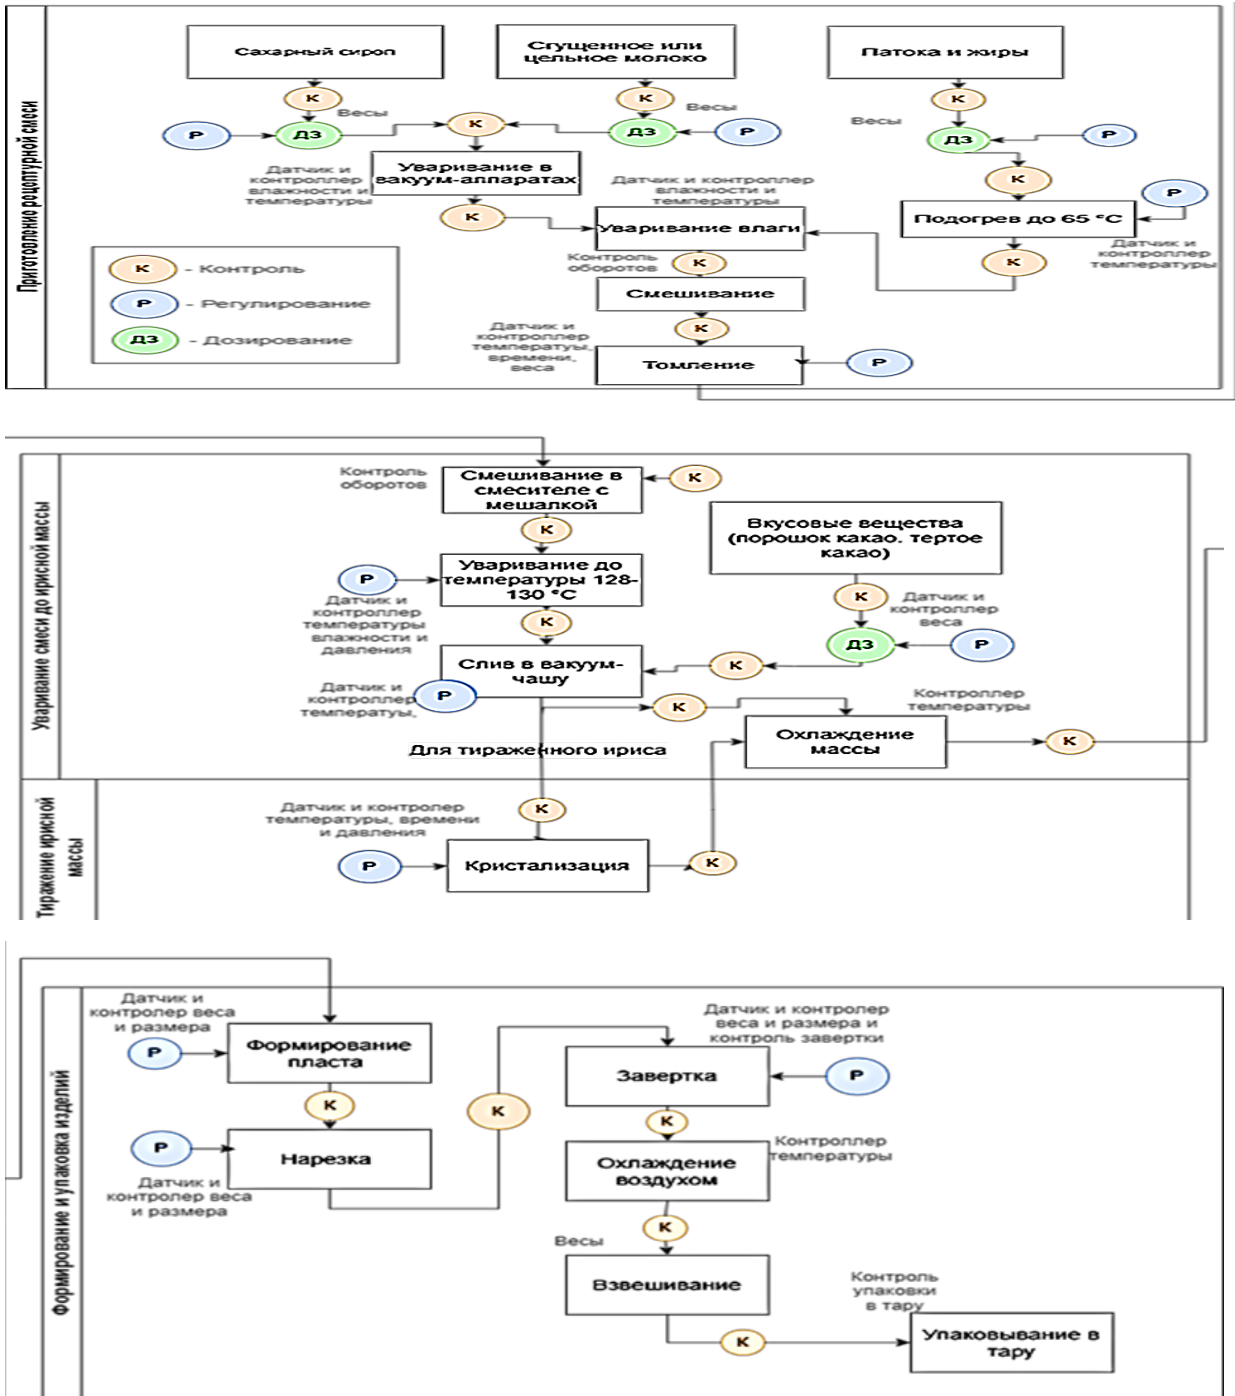 Приготовление рецептурной смеси
Сахарный сироп
Сгущенное или
цельное молоко
Патока и жиры
К
К
К
Весы
Весы
Весы
Р
ДЗ
К
ДЗ
Р
ДЗ
Р
Датчик и
контроллер
влажности и
температуры
Уваривание в
вакуум-аппаратах
Датчик и контроллер
влажности и
температуры
К
Р
К
Уваривание влаги
Подогрев до 65 °С
Датчик и
контроллер
температуры
К
- Контроль
Контроль
оборотов
К
К
Р
- Регулирование
Смешивание
ДЗ
- Дозирование
Датчик и
контроллер
температуы,
времени,
веса
К
Томление
Р
Уваривание смеси до ирисной массы
Контроль
оборотов
Смешивание в
смесителе с
мешалкой
К
К
Вкусовые вещества
(порошок какао. тертое
какао)
Р
Уваривание до
температуры 128-
130 °С
Датчик и
контроллер
температуры
влажности и
давления
К
К
Датчик и
контроллер
веса
ДЗ
Р
Слив в вакуум-
чашу
К
Датчик и
контроллер
температуы,
Р
К
Контроллер
температуры
Для тираженного ириса
Охлаждение
массы
К
Тиражение ирисной
массы
Датчик и контролер
температуры, времени
и давления
К
Р
Кристализация
К
Формирование и упаковка изделий
Датчик и
контролер веса
и размера
Р
Формирование
пласта
К
Р
Нарезка
Датчик и
контролер веса
и размера
К
Датчик и контролер
веса и размера и
контроль завертки
Завертка
Р
К
Контроллер
температуры
Охлаждение
воздухом
К
Весы
Взвешивание
Контроль
упаковки
в тару
К
Упаковывание в
тару